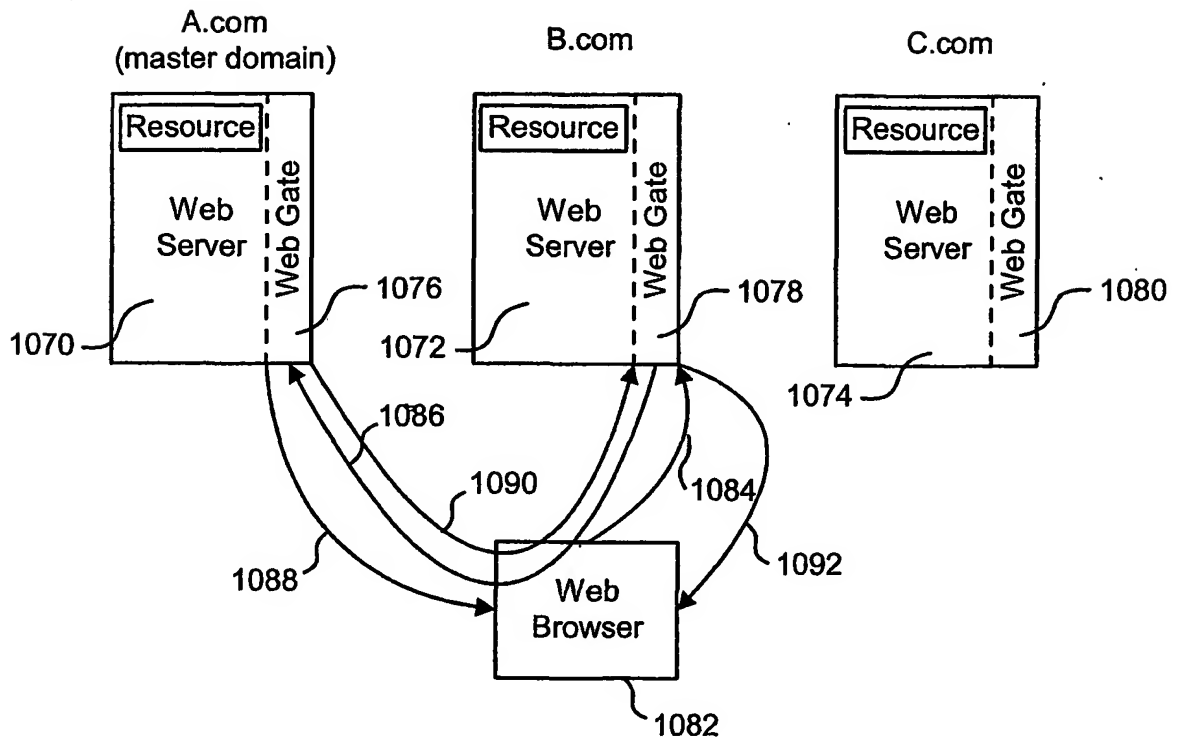 A.com
(master domain)
B.com
C.com
Resource
Web
Server
Web Gate
Resource
Web
Server
Web Gate
Resource
Web
Server
Web Gate
1076
1078
1080
1070
1072
1074
1086
1090
1084
1088
1092
Web
Browser
1082